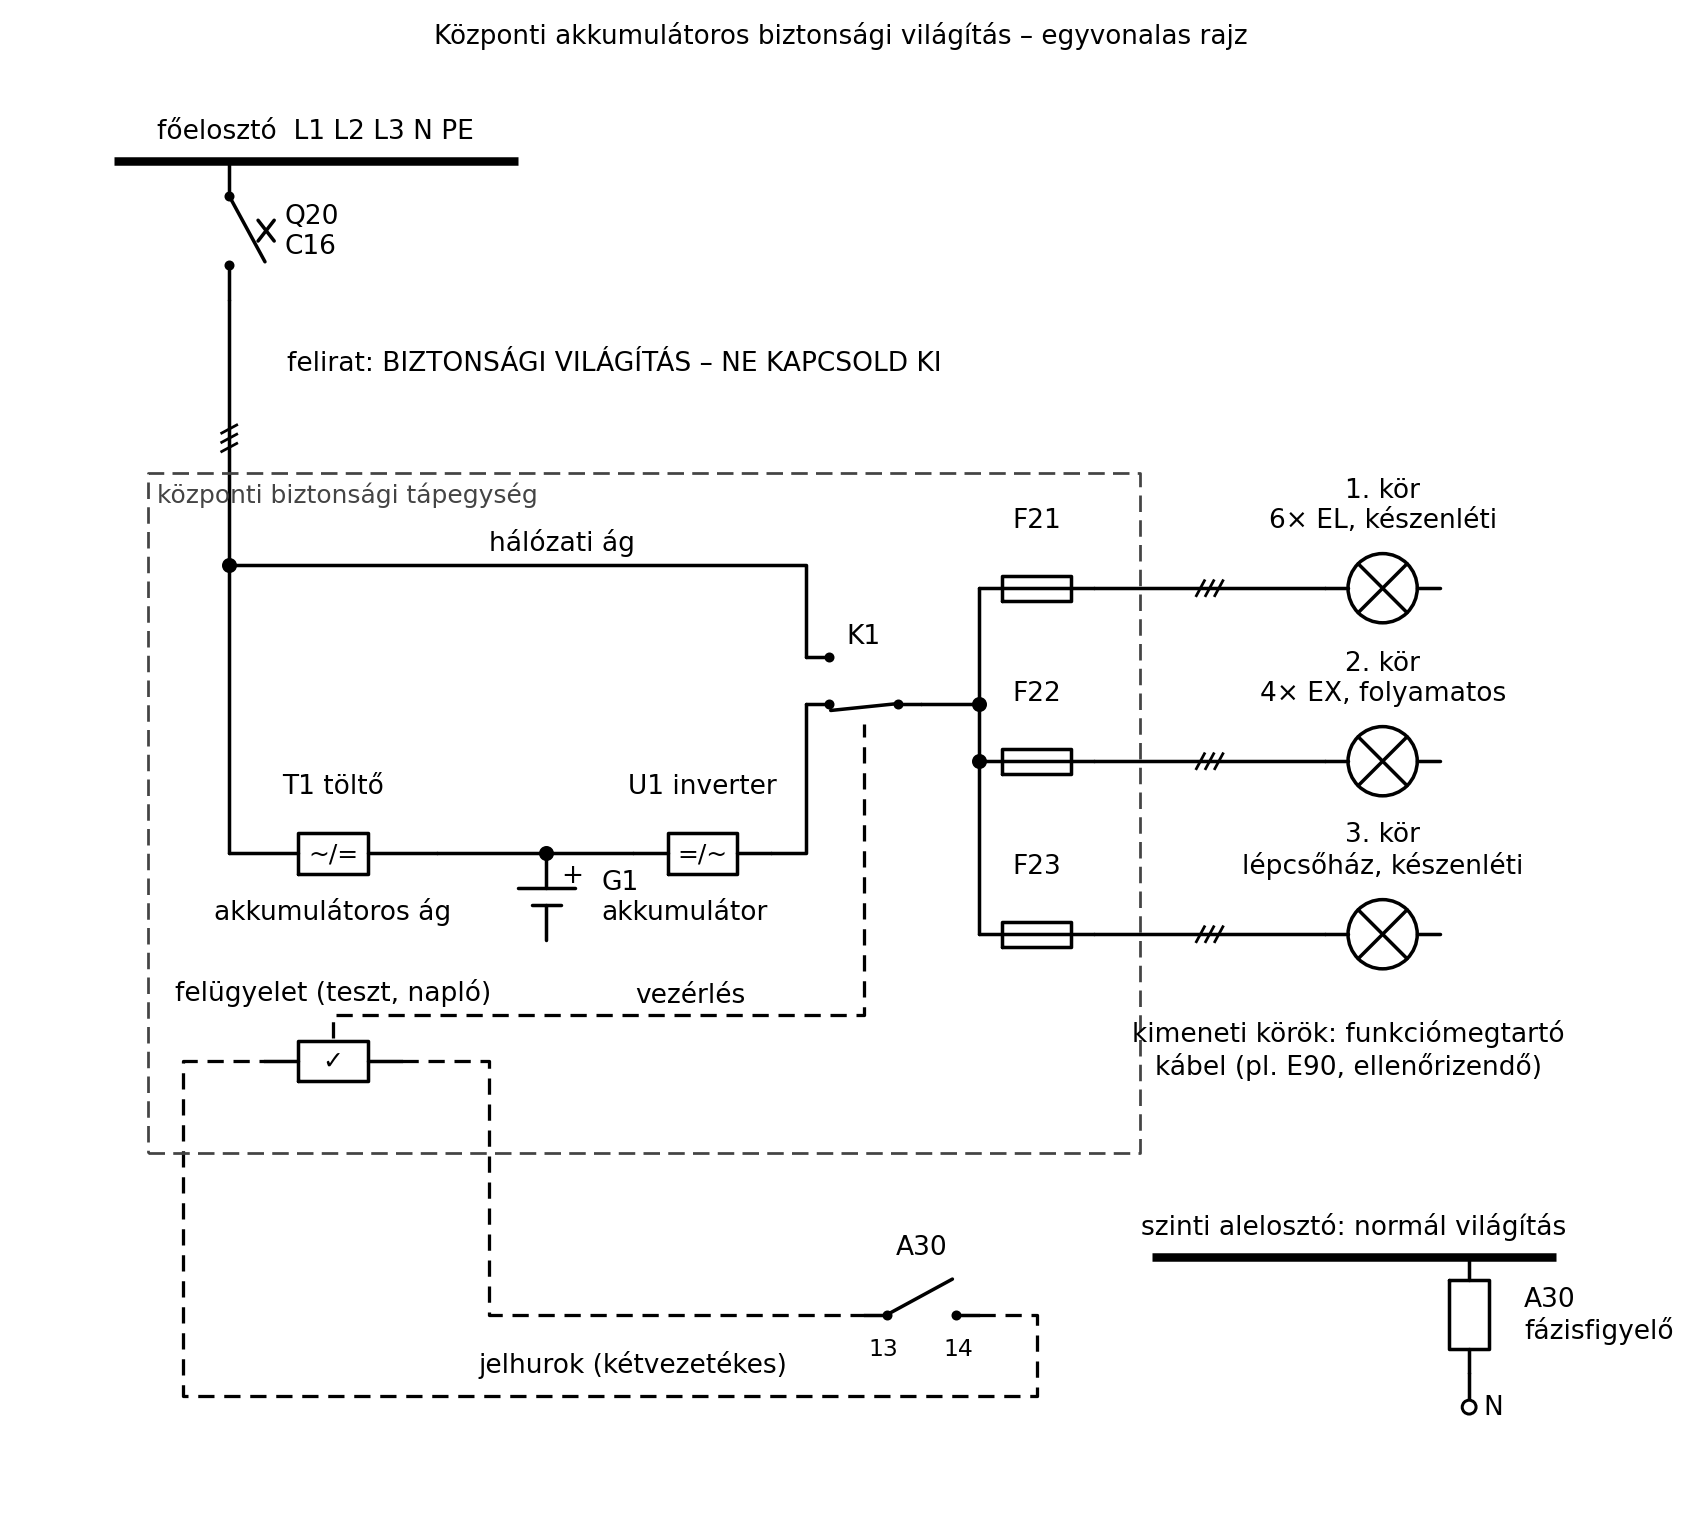 Központi akkumulátoros biztonsági világítás – egyvonalas rajz
főelosztó  L1 L2 L3 N PE
Q20
C16
felirat: BIZTONSÁGI VILÁGÍTÁS – NE KAPCSOLD KI
központi biztonsági tápegység
hálózati ág
K1
F21
1. kör
6× EL, készenléti
F22
2. kör
4× EX, folyamatos
T1 töltő
~/=
U1 inverter
=/~
+
G1
akkumulátor
akkumulátoros ág
F23
3. kör
lépcsőház, készenléti
felügyelet (teszt, napló)
✓
vezérlés
kimeneti körök: funkciómegtartó
kábel (pl. E90, ellenőrizendő)
A30
13
14
jelhurok (kétvezetékes)
szinti alelosztó: normál világítás
A30
fázisfigyelő
N